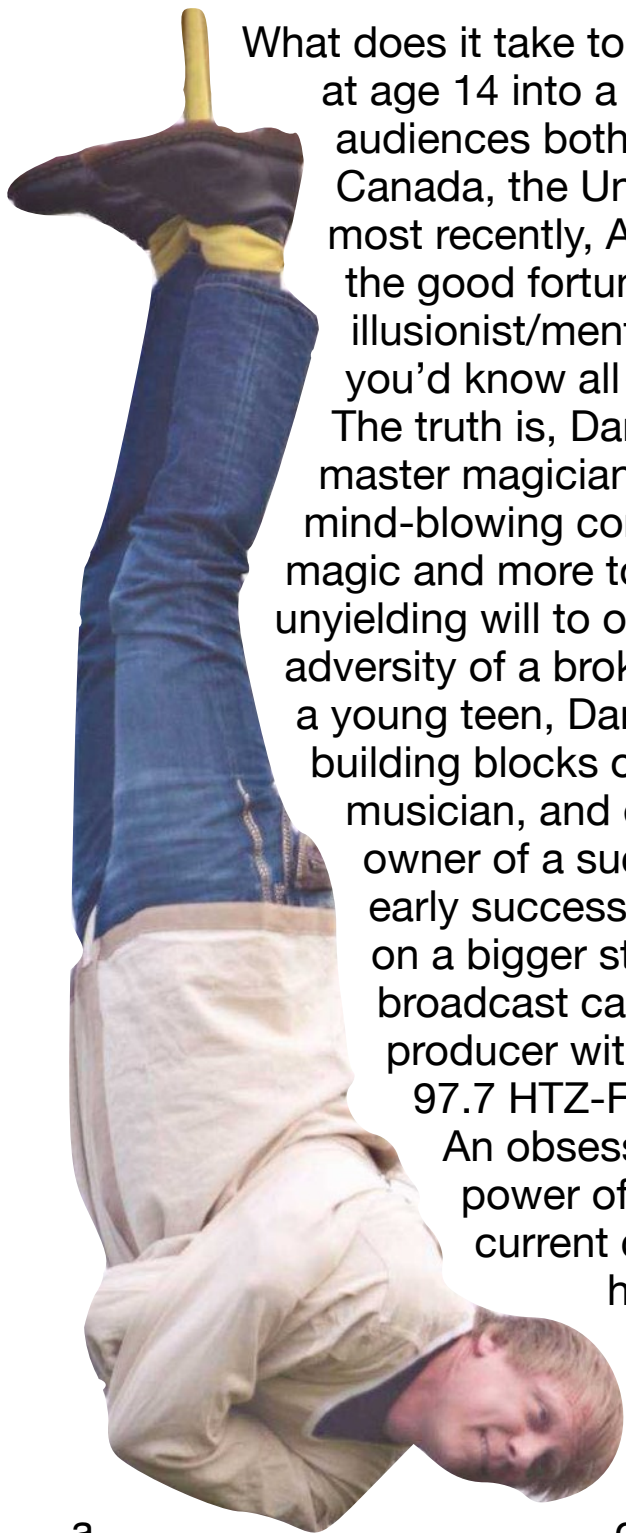 What does it take to
at age 14 into a
audiences both
Canada, the Un
most recently, A
the good fortun
illusionist/ment
you’d know all
The truth is, Dar
master magician
mind-blowing co
magic and more to
unyielding will to o
adversity of a brok
a young teen, Dar
building blocks o
musician, and
owner of a suc
early success
on a bigger st
broadcast ca
producer wit
97.7 HTZ-F
An obsess
power of
current
h
a